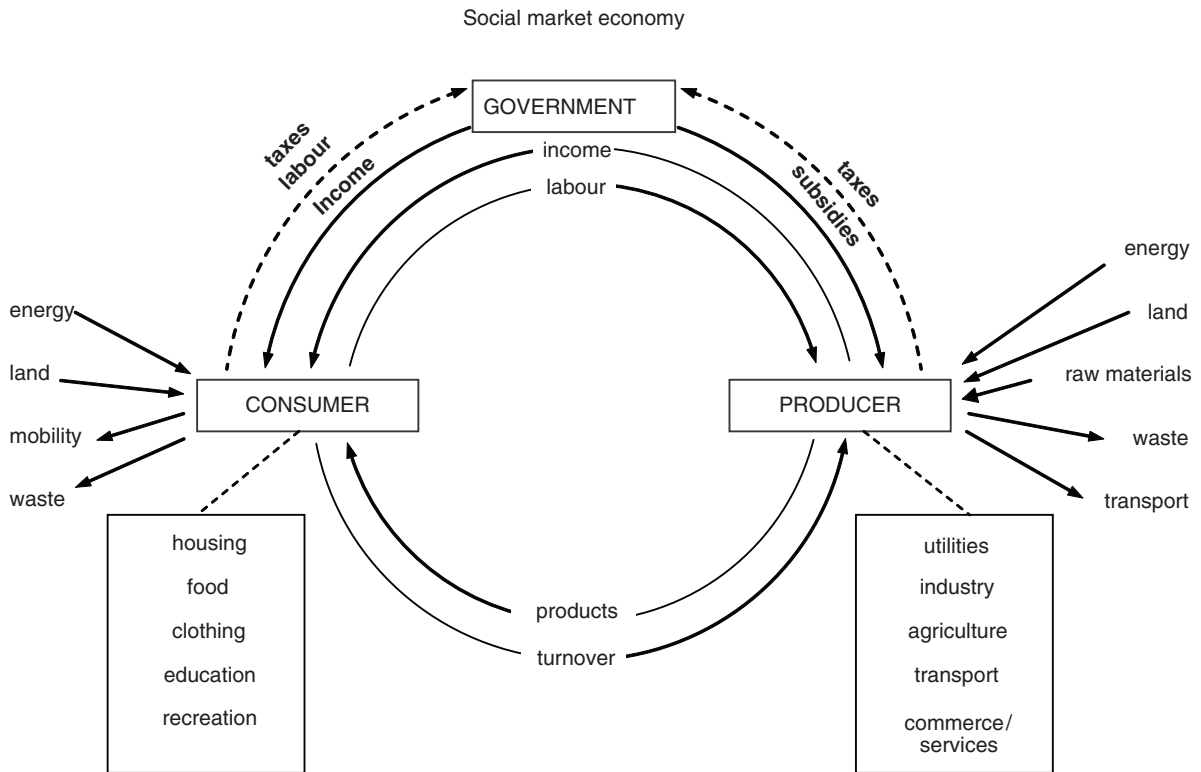 Social market economy
GOVERNMENT
taxes
labour
Income
income
labour
taxes
subsidies
energy
land
mobility
waste
CONSUMER
PRODUCER
energy
land
raw materials
waste
transport
housing
food
clothing
education
recreation
products
turnover
utilities
industry
agriculture
transport
commerce/
services